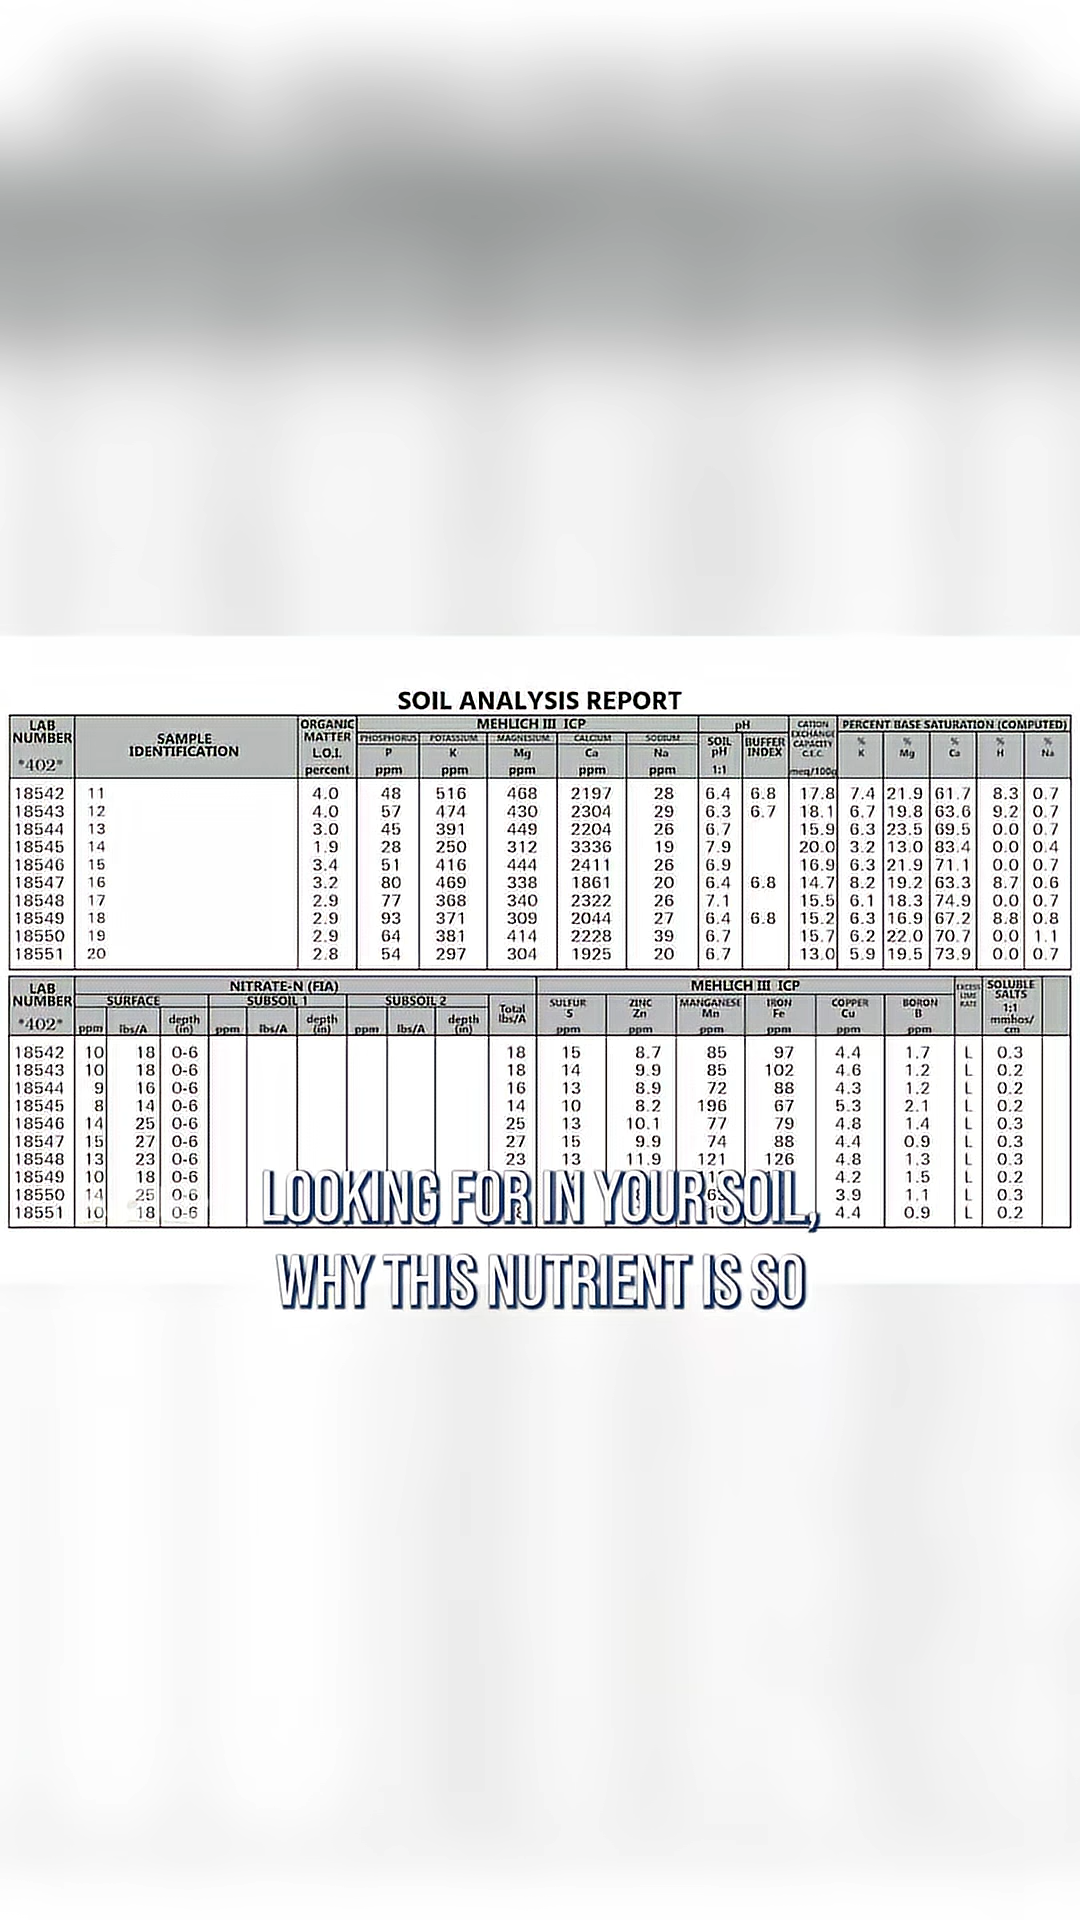 SOIL ANALYSIS REPORT
LAB NUMBER *402* SAMPLE IDENTIFICATION ORGANIC MATTER L.O.I. percent MEHLICH III ICP PHOSPHORUS P ppm POTASSIUM K ppm MAGNESIUM Mg ppm CALCIUM Ca ppm SODIUM Na ppm pH SOIL pH 1:1 BUFFER INDEX CATION EXCHANGE CAPACITY C.E.C. meq/100g PERCENT BASE SATURATION (COMPUTED) % K % Mg % Ca % H % Na
18542 11 4.0 48 516 468 2197 28 6.4 6.8 17.8 7.4 21.9 61.7 8.3 0.7
18543 12 4.0 57 474 430 2304 29 6.3 6.7 18.1 6.7 19.8 63.6 9.2 0.7
18544 13 3.0 45 391 449 2204 26 6.7 15.9 6.3 23.5 69.5 0.0 0.7
18545 14 1.9 28 250 312 3336 19 7.9 20.0 3.2 13.0 83.4 0.0 0.4
18546 15 3.4 51 416 444 2411 26 6.9 16.9 6.3 21.9 71.1 0.0 0.7
18547 16 3.2 80 469 338 1861 20 6.4 6.8 14.7 8.2 19.2 63.3 8.7 0.6
18548 17 2.9 77 368 340 2322 26 7.1 15.5 6.1 18.3 74.9 0.0 0.7
18549 18 2.9 93 371 309 2044 27 6.4 6.8 15.2 6.3 16.9 67.2 8.8 0.8
18550 19 2.9 64 381 414 2228 39 6.7 15.7 6.2 22.0 70.7 0.0 1.1
18551 20 2.8 54 297 304 1925 20 6.7 13.0 5.9 19.5 73.9 0.0 0.7
LAB NUMBER *402* NITRATE-N (FIA) SURFACE ppm lbs/A depth (in) SUBSOIL 1 ppm lbs/A depth (in) SUBSOIL 2 ppm lbs/A depth (in) Total lbs/A MEHLICH III ICP SULFUR S ppm ZINC Zn ppm MANGANESE Mn ppm IRON Fe ppm COPPER Cu ppm BORON B ppm EXCESS LIME RATE SOLUBLE SALTS 1:1 mmhos/ cm
18542 10 18 0-6 18 15 8.7 85 97 4.4 1.7 L 0.3
18543 10 18 0-6 18 14 9.9 85 102 4.6 1.2 L 0.2
18544 9 16 0-6 16 13 8.9 72 88 4.3 1.2 L 0.2
18545 8 14 0-6 14 10 8.2 196 67 5.3 2.1 L 0.2
18546 14 25 0-6 25 13 10.1 77 79 4.8 1.4 L 0.3
18547 15 27 0-6 27 15 9.9 74 88 4.4 0.9 L 0.3
18548 13 23 0-6 23 13 11.9 121 126 4.8 1.3 L 0.3
18549 10 18 0-6 4.2 1.5 L 0.2
18550 14 25 0-6 3.9 1.1 L 0.3
18551 10 18 0-6 4.4 0.9 L 0.2
LOOKING FOR IN YOUR SOIL,
WHY THIS NUTRIENT IS SO